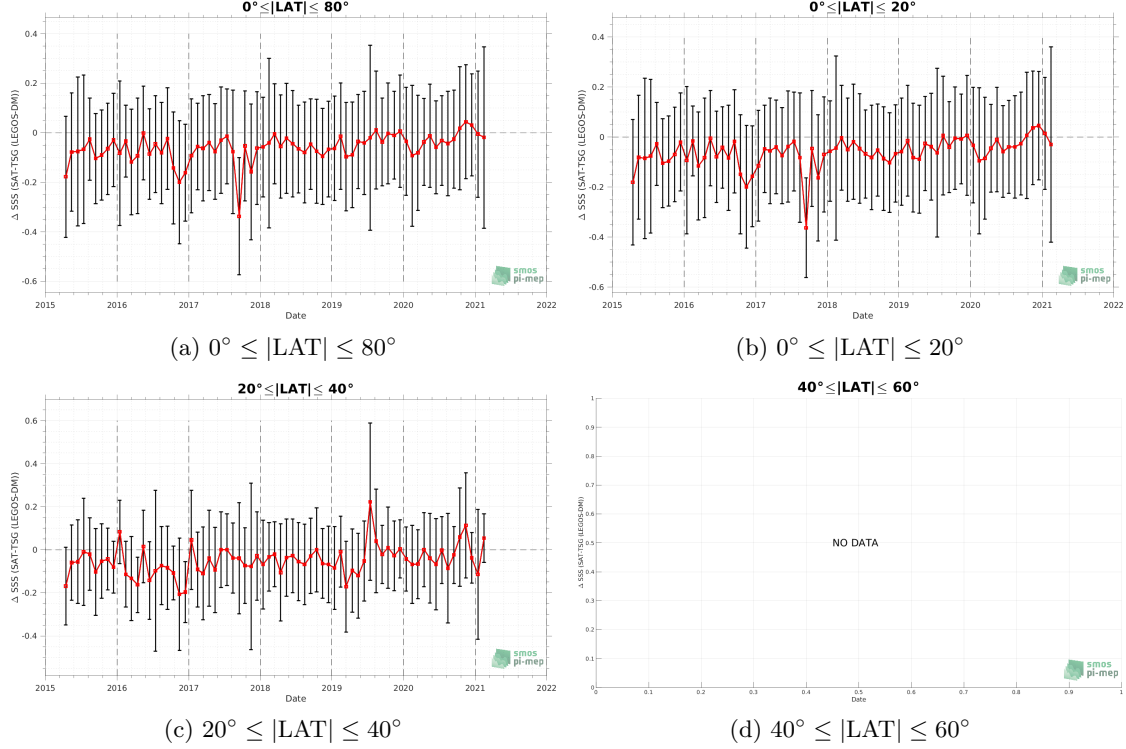 0°≤|LAT|≤ 80°
Δ SSS (SAT-TSG (LEGOS-DM))
0.4
0.2
0
-0.2
-0.4
-0.6
2015 2016 2017 2018 2019 2020 2021 2022
Date
smos
pi-mep
(a) 0° ≤ |LAT| ≤ 80°
0°≤|LAT|≤ 20°
Δ SSS (SAT-TSG (LEGOS-DM))
0.4
0.2
0
-0.2
-0.4
-0.6
2015 2016 2017 2018 2019 2020 2021 2022
Date
smos
pi-mep
(b) 0° ≤ |LAT| ≤ 20°
20°≤|LAT|≤ 40°
Δ SSS (SAT-TSG (LEGOS-DM))
0.6
0.4
0.2
0
-0.2
-0.4
2015 2016 2017 2018 2019 2020 2021 2022
Date
smos
pi-mep
(c) 20° ≤ |LAT| ≤ 40°
40°≤|LAT|≤ 60°
Δ SSS (SAT-TSG (LEGOS-DM))
1
0.9
0.8
0.7
0.6
0.5
0.4
0.3
0.2
0.1
0
NO DATA
0 0.1 0.2 0.3 0.4 0.5 0.6 0.7 0.8 0.9 1
Date
smos
pi-mep
(d) 40° ≤ |LAT| ≤ 60°